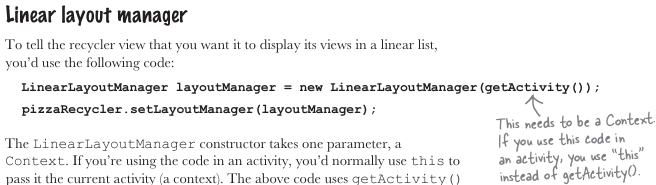 Linear layout manager
To tell the recycler view that you want it to display its views in a linear list,
you'd use the following code:
LinearLayoutManager layoutManager = new LinearLayoutManager(getActivity());
pizzaRecycler.setLayoutManager(layoutManager);
This needs to be a Context.
If you use this code in
an activity, you use "this"
instead of getActivity().
The LinearLayoutManager constructor takes one parameter, a
Context. If you're using the code in an activity, you'd normally use this to
pass it the current activity (a context). The above code uses getActivity()